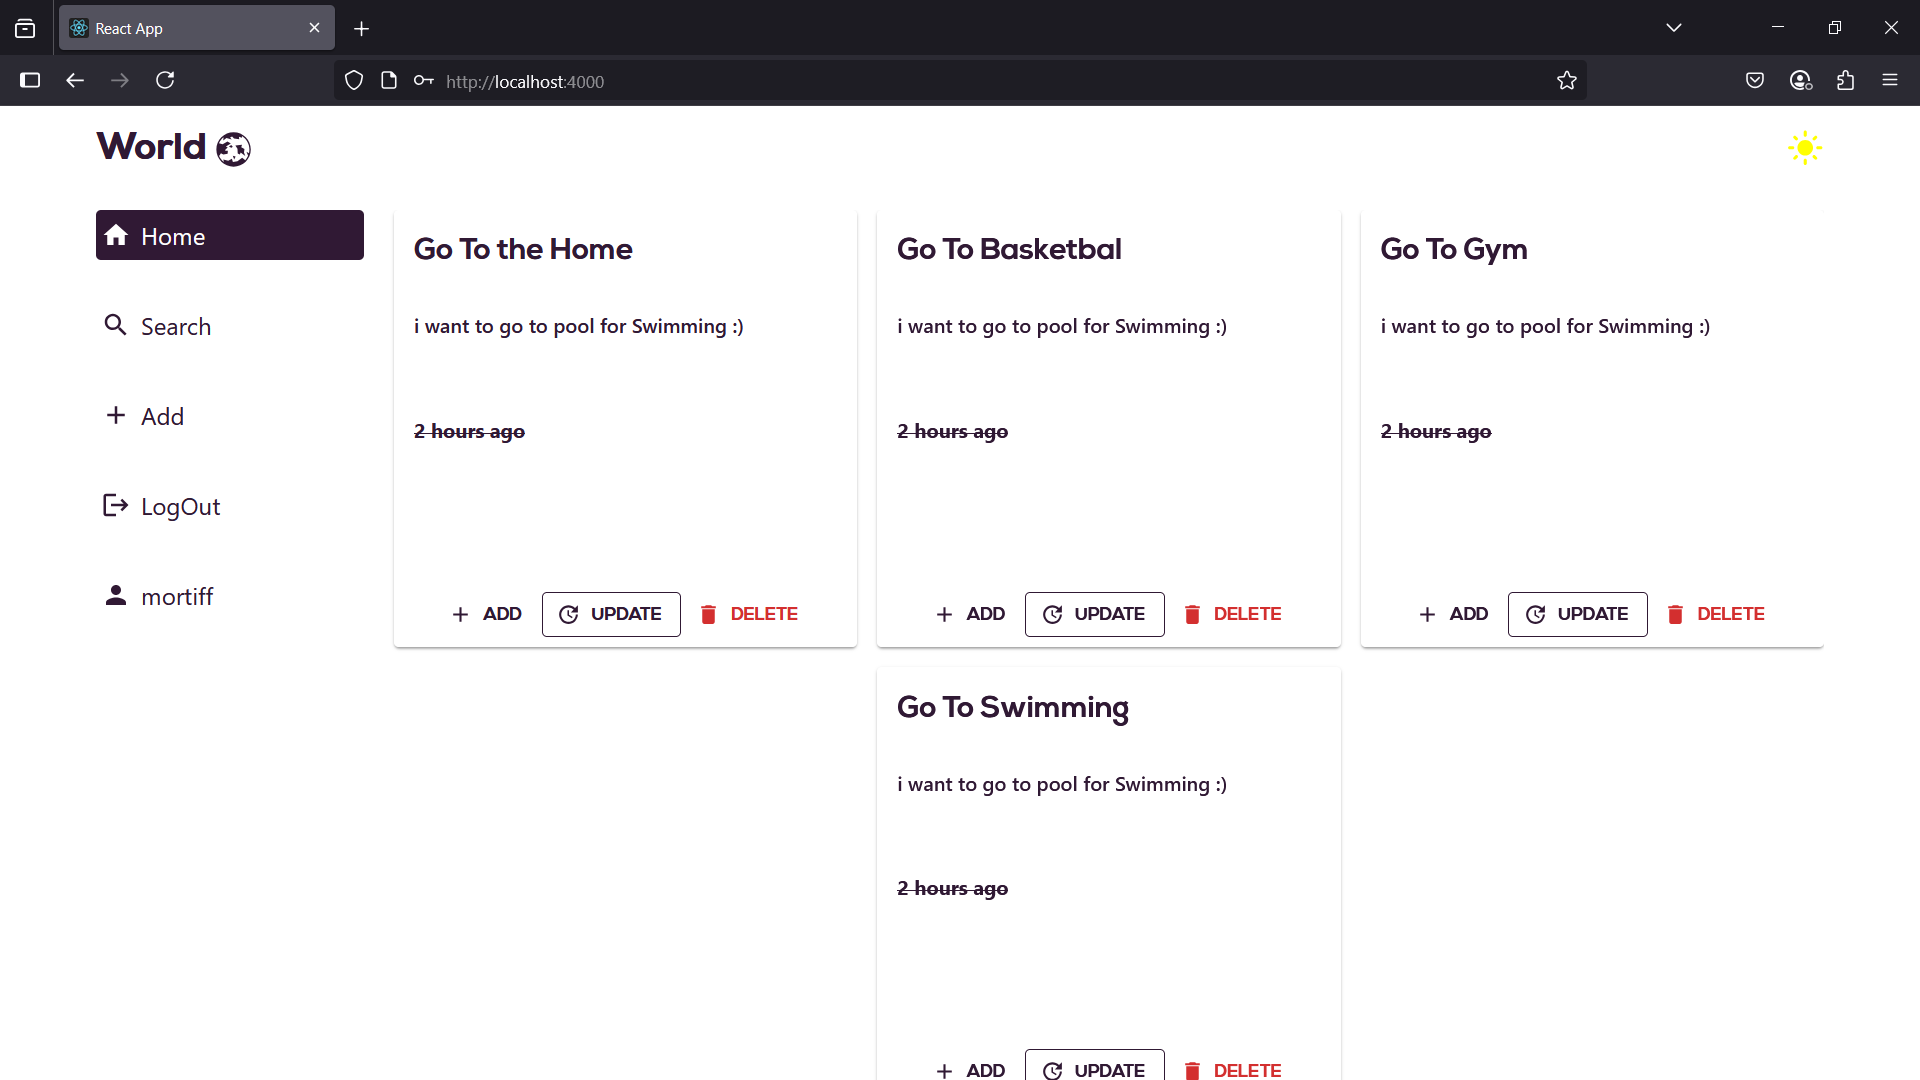 React App
http://localhost:4000
World
Home
Search
Add
LogOut
mortiff
Go To the Home
i want to go to pool for Swimming :)
2 hours ago
ADD UPDATE DELETE
Go To Basketbal
i want to go to pool for Swimming :)
2 hours ago
ADD UPDATE DELETE
Go To Gym
i want to go to pool for Swimming :)
2 hours ago
ADD UPDATE DELETE
Go To Swimming
i want to go to pool for Swimming :)
2 hours ago
ADD UPDATE DELETE